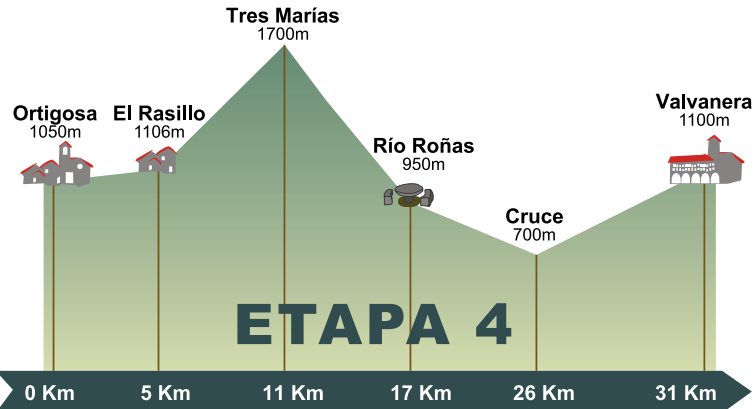 Tres Marías
1700m
Ortigosa
1050m
El Rasillo
1106m
Río Roñas
950m
Cruce
700m
Valvanera
1100m
ETAPA 4
0 Km 5 Km 11 Km 17 Km 26 Km 31 Km